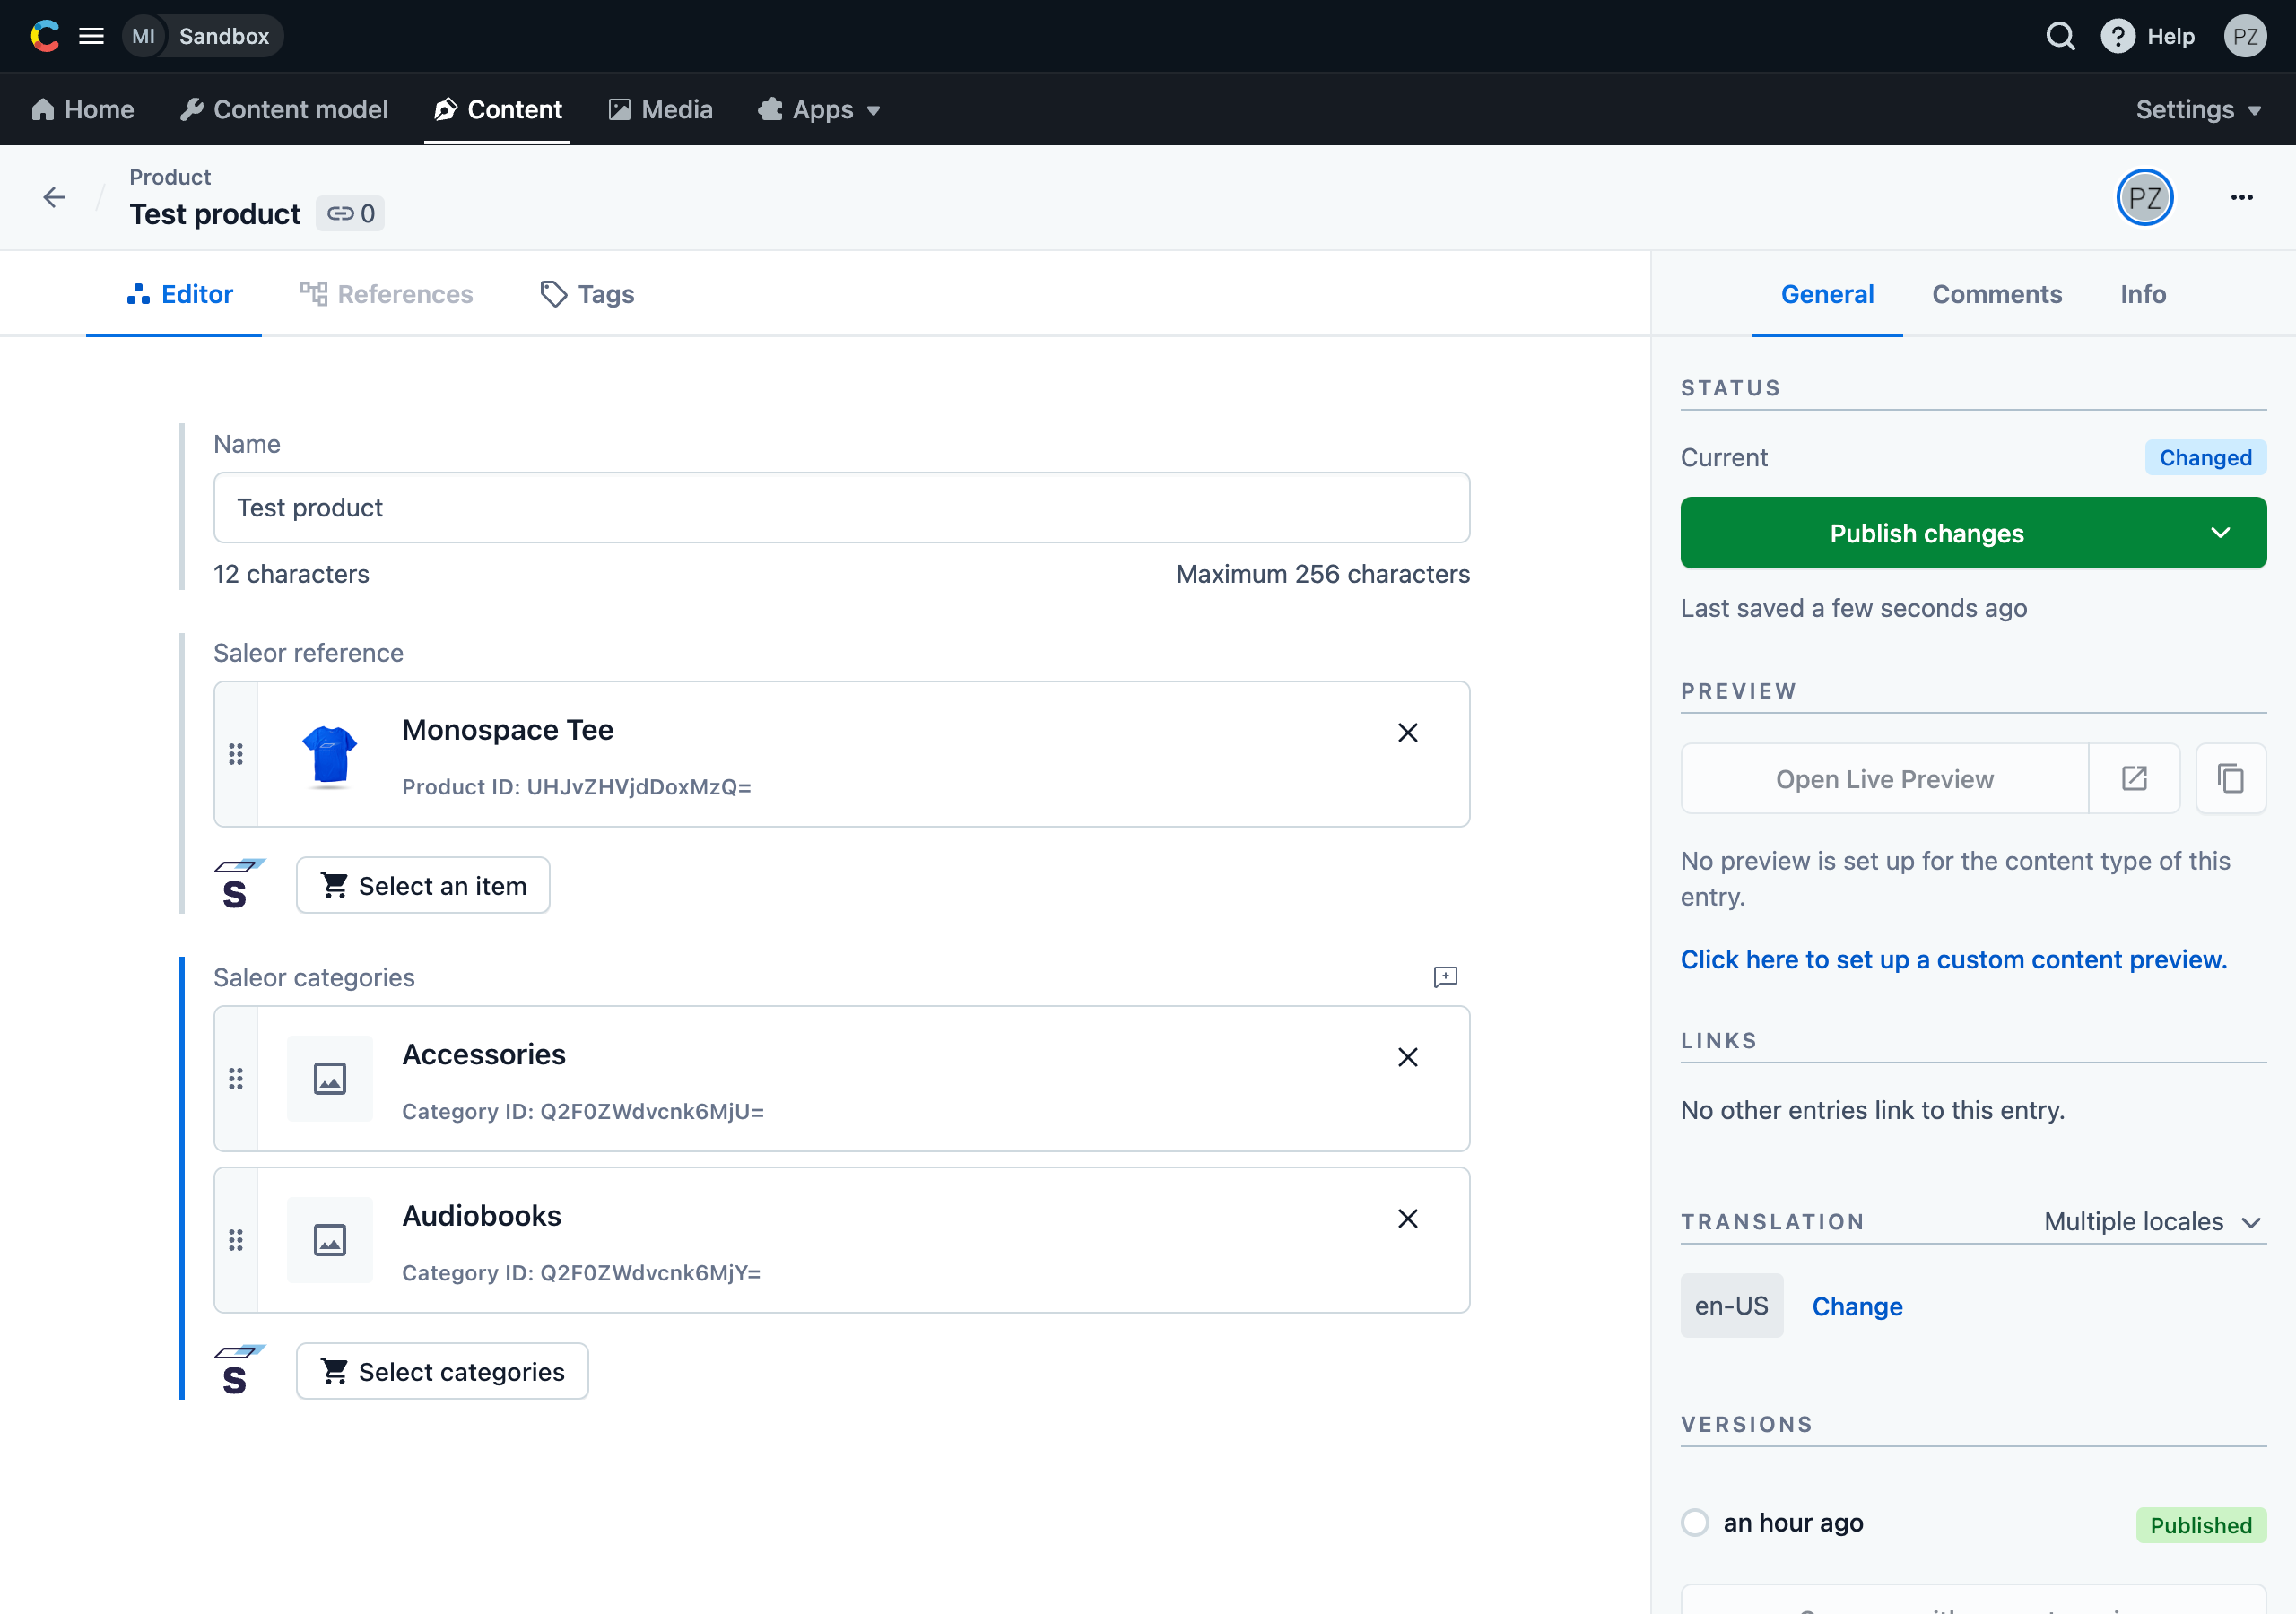 MI Sandbox
Help PZ
Home Content model Content Media Apps Settings
Product
Test product 0
PZ
Editor References Tags
General Comments Info
Name
Test product
12 characters Maximum 256 characters
Saleor reference
Monospace Tee
Product ID: UHJvZHVjdDoxMzQ=
S
Select an item
Saleor categories
Accessories
Category ID: Q2F0ZWdvcnk6MjU=
Audiobooks
Category ID: Q2F0ZWdvcnk6MjY=
S
Select categories
STATUS
Current Changed
Publish changes
Last saved a few seconds ago
PREVIEW
Open Live Preview
No preview is set up for the content type of this
entry.
Click here to set up a custom content preview.
LINKS
No other entries link to this entry.
TRANSLATION Multiple locales
en-US Change
VERSIONS
an hour ago Published